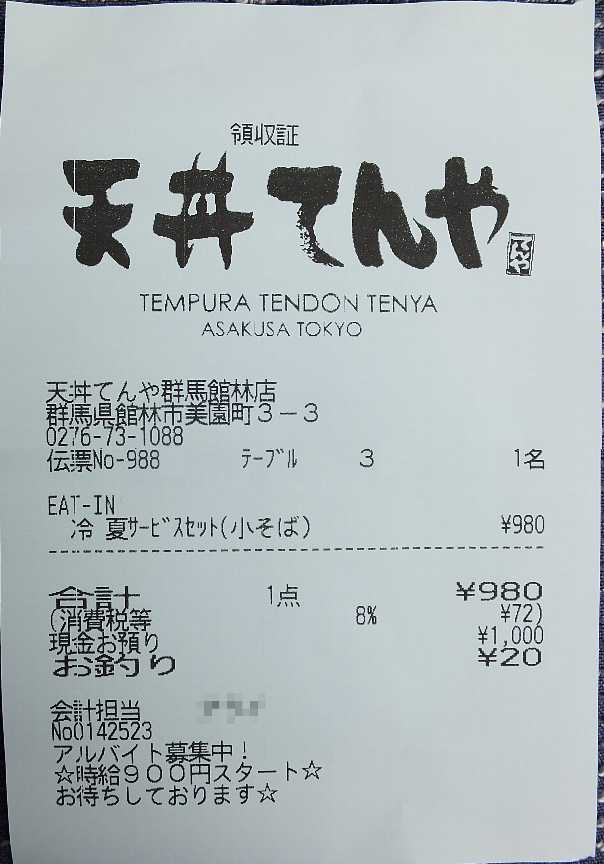 領収証
天丼てんや
てんや
TEMPURA TENDON TENYA
ASAKUSA TOKYO
天丼てんや群馬館林店
群馬県館林市美園町３－３
0276-73-1088
伝票No-988 ﾃｰﾌﾞﾙ 3 1名
EAT-IN
冷 夏ｻｰﾋﾞｽｾｯﾄ(小そば) ¥980
合計 1点 ¥980
(消費税等 8% ¥72)
現金お預り ¥1,000
お釣り ¥20
会計担当
No0142523
アルバイト募集中！
☆時給９００円スタート☆
お待ちしております☆